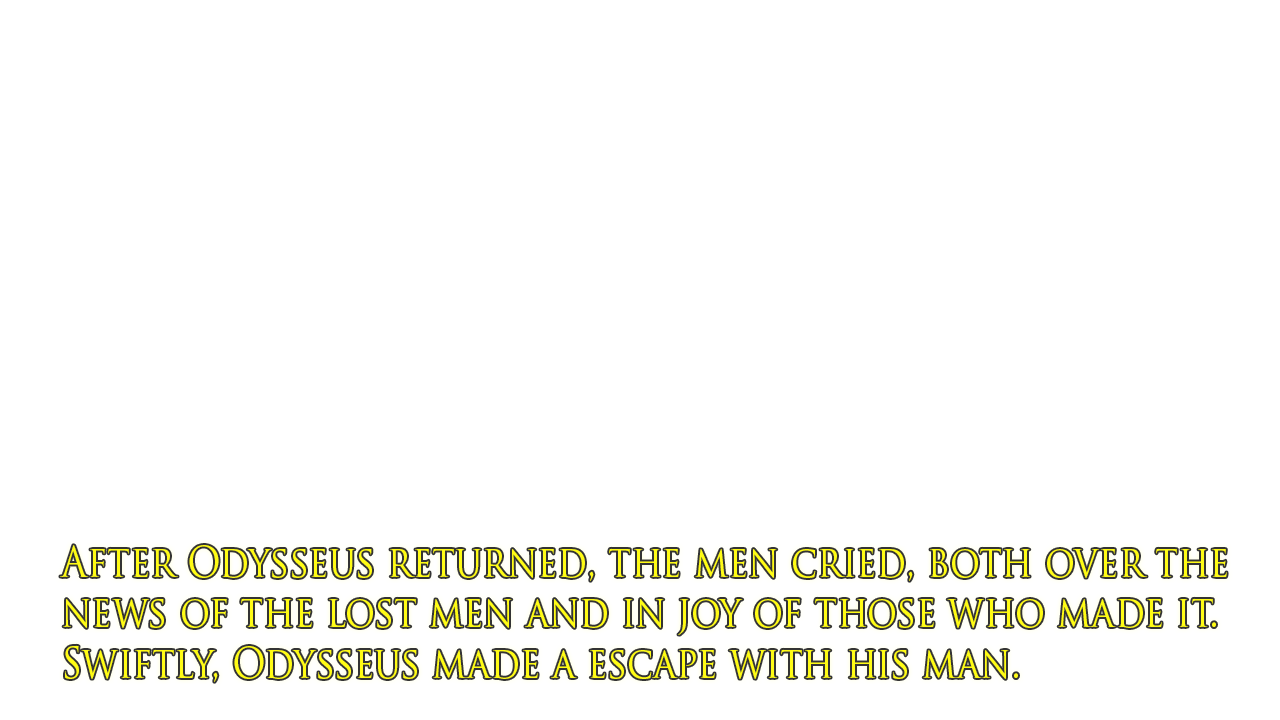 After Odysseus returned, the men cried, both over the
news of the lost men and in joy of those who made it.
Swiftly, Odysseus made a escape with his man.